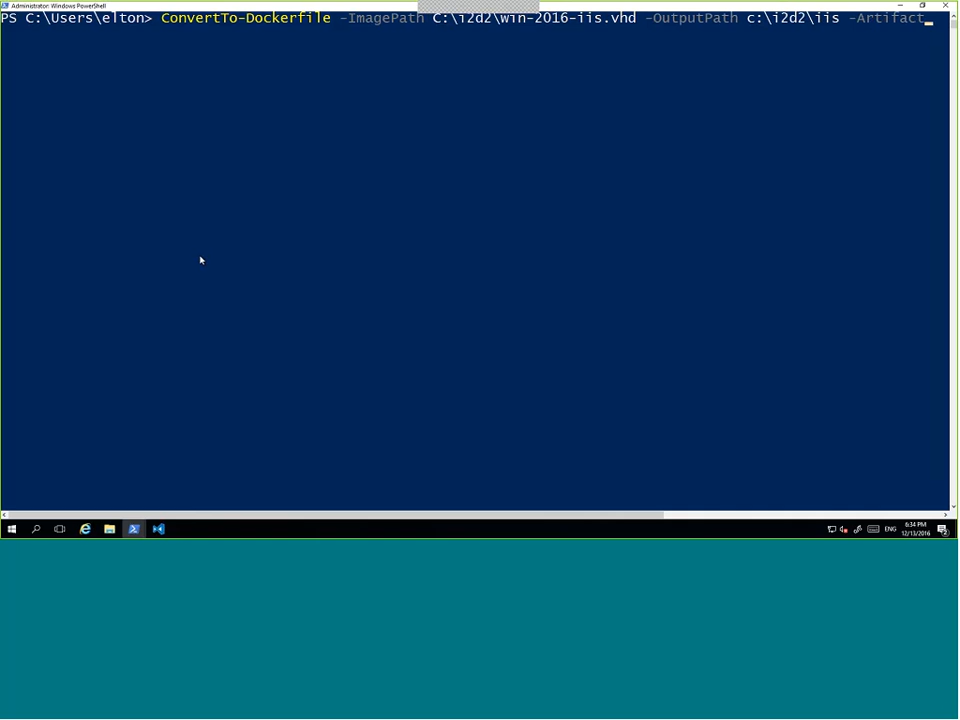 Administrator: Windows PowerShell
PS C:\Users\elton> ConvertTo-Dockerfile -ImagePath C:\i2d2\win-2016-iis.vhd -OutputPath c:\i2d2\iis -Artifact_
ENG
6:34 PM
12/13/2016